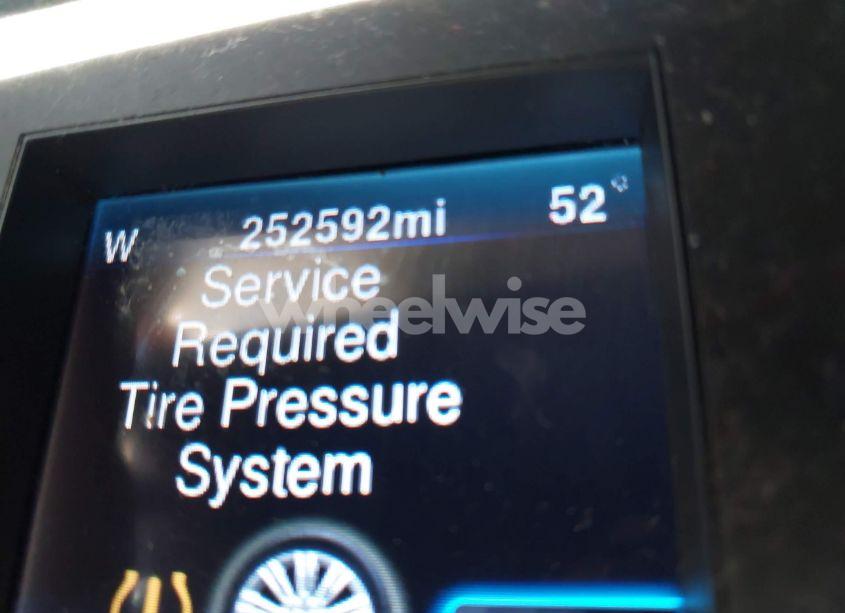 W 252592mi 52°
Service
Required
Tire Pressure
System
wheelwise